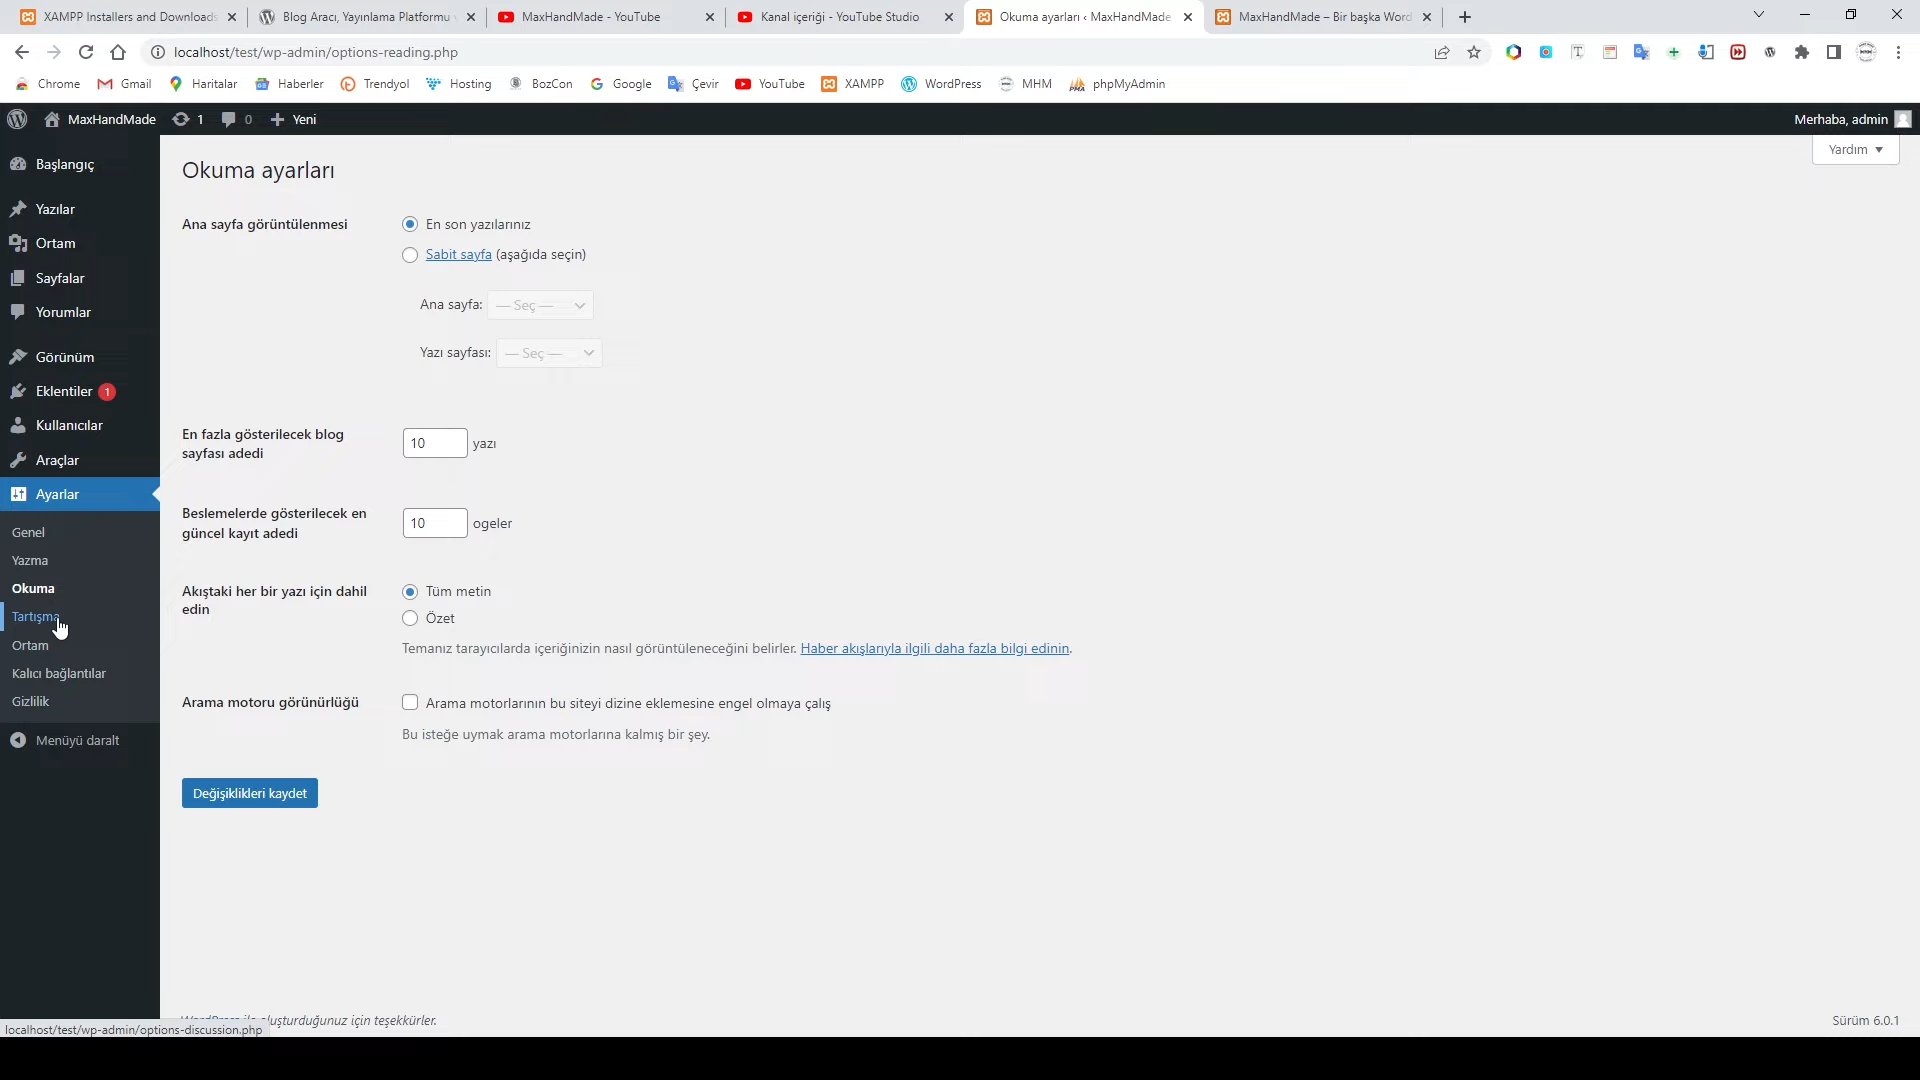 XAMPP Installers and Downloads
Blog Aracı, Yayınlama Platformu
MaxHandMade - YouTube
Kanal içeriği - YouTube Studio
Okuma ayarları ‹ MaxHandMade
MaxHandMade – Bir başka Word
localhost/test/wp-admin/options-reading.php
Chrome Gmail Haritalar Haberler Trendyol Hosting BozCon Google Çevir YouTube XAMPP WordPress MHM phpMyAdmin
MaxHandMade 1 0 + Yeni
Merhaba, admin
Yardım
Başlangıç
Yazılar
Ortam
Sayfalar
Yorumlar
Görünüm
Eklentiler 1
Kullanıcılar
Araçlar
Ayarlar
Genel
Yazma
Okuma
Tartışma
Ortam
Kalıcı bağlantılar
Gizlilik
Menüyü daralt
Okuma ayarları
Ana sayfa görüntülenmesi
En son yazılarınız
Sabit sayfa (aşağıda seçin)
Ana sayfa: — Seç —
Yazı sayfası: — Seç —
En fazla gösterilecek blog
sayfası adedi
10 yazı
Beslemelerde gösterilecek en
güncel kayıt adedi
10 ogeler
Akıştaki her bir yazı için dahil
edin
Tüm metin
Özet
Temanız tarayıcılarda içeriğinizin nasıl görüntüleneceğini belirler. Haber akışlarıyla ilgili daha fazla bilgi edinin.
Arama motoru görünürlüğü
Arama motorlarının bu siteyi dizine eklemesine engel olmaya çalış
Bu isteğe uymak arama motorlarına kalmış bir şey.
Değişiklikleri kaydet
için teşekkürler.
Sürüm 6.0.1
localhost/test/wp-admin/options-discussion.php